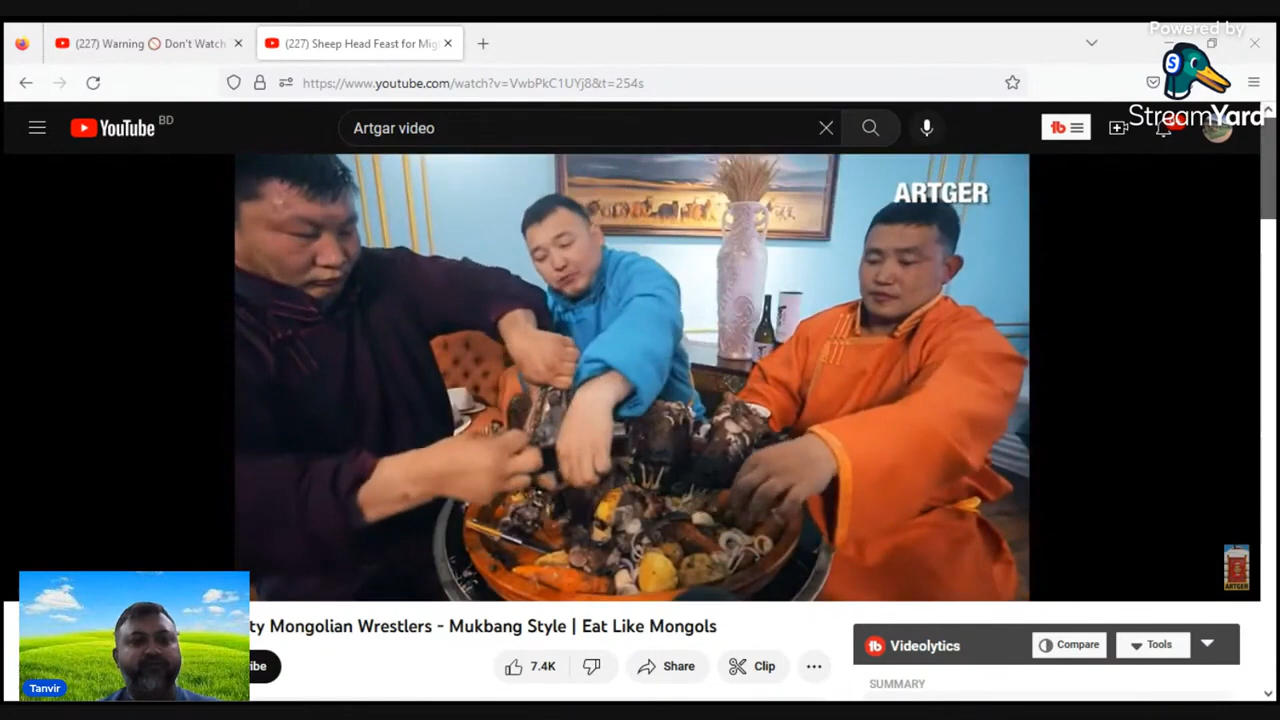 Powered by
StreamYard
(227) Warning 🚫 Don't Watch
(227) Sheep Head Feast for Mig
https://www.youtube.com/watch?v=VwbPkC1UYj8&t=254s
YouTube BD
Artgar video
ARTGER
ARTGER
ty Mongolian Wrestlers - Mukbang Style | Eat Like Mongols
be
7.4K
Share
Clip
Videolytics
Compare
Tools
SUMMARY
Tanvir